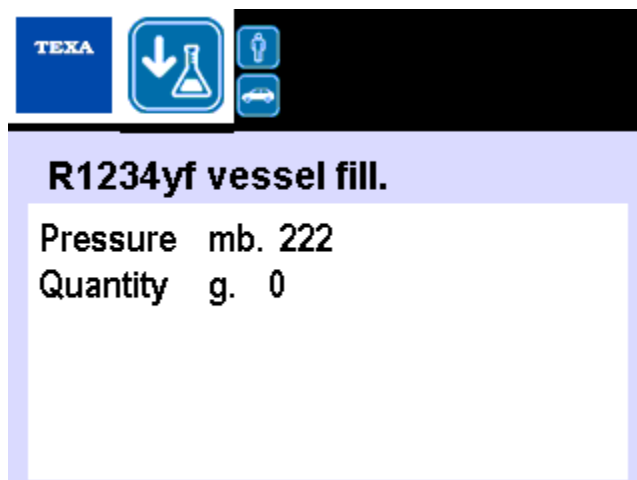 TEXA
R1234yf vessel fill.
Pressure mb. 222
Quantity g. 0